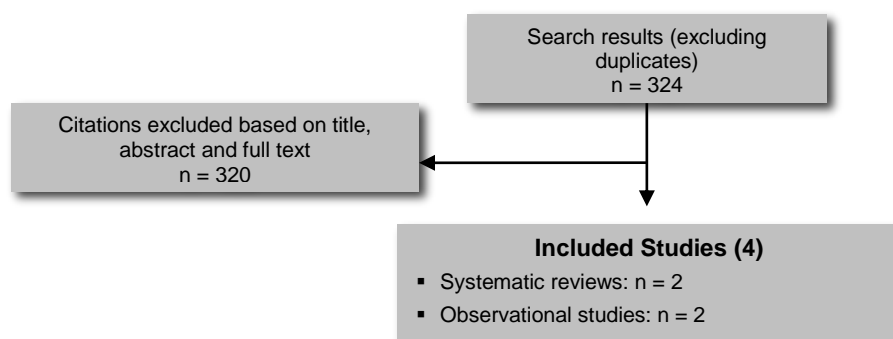 Search results (excluding
duplicates)
n = 324
Citations excluded based on title,
abstract and full text
n = 320
Included Studies (4)
▪ Systematic reviews: n = 2
▪ Observational studies: n = 2